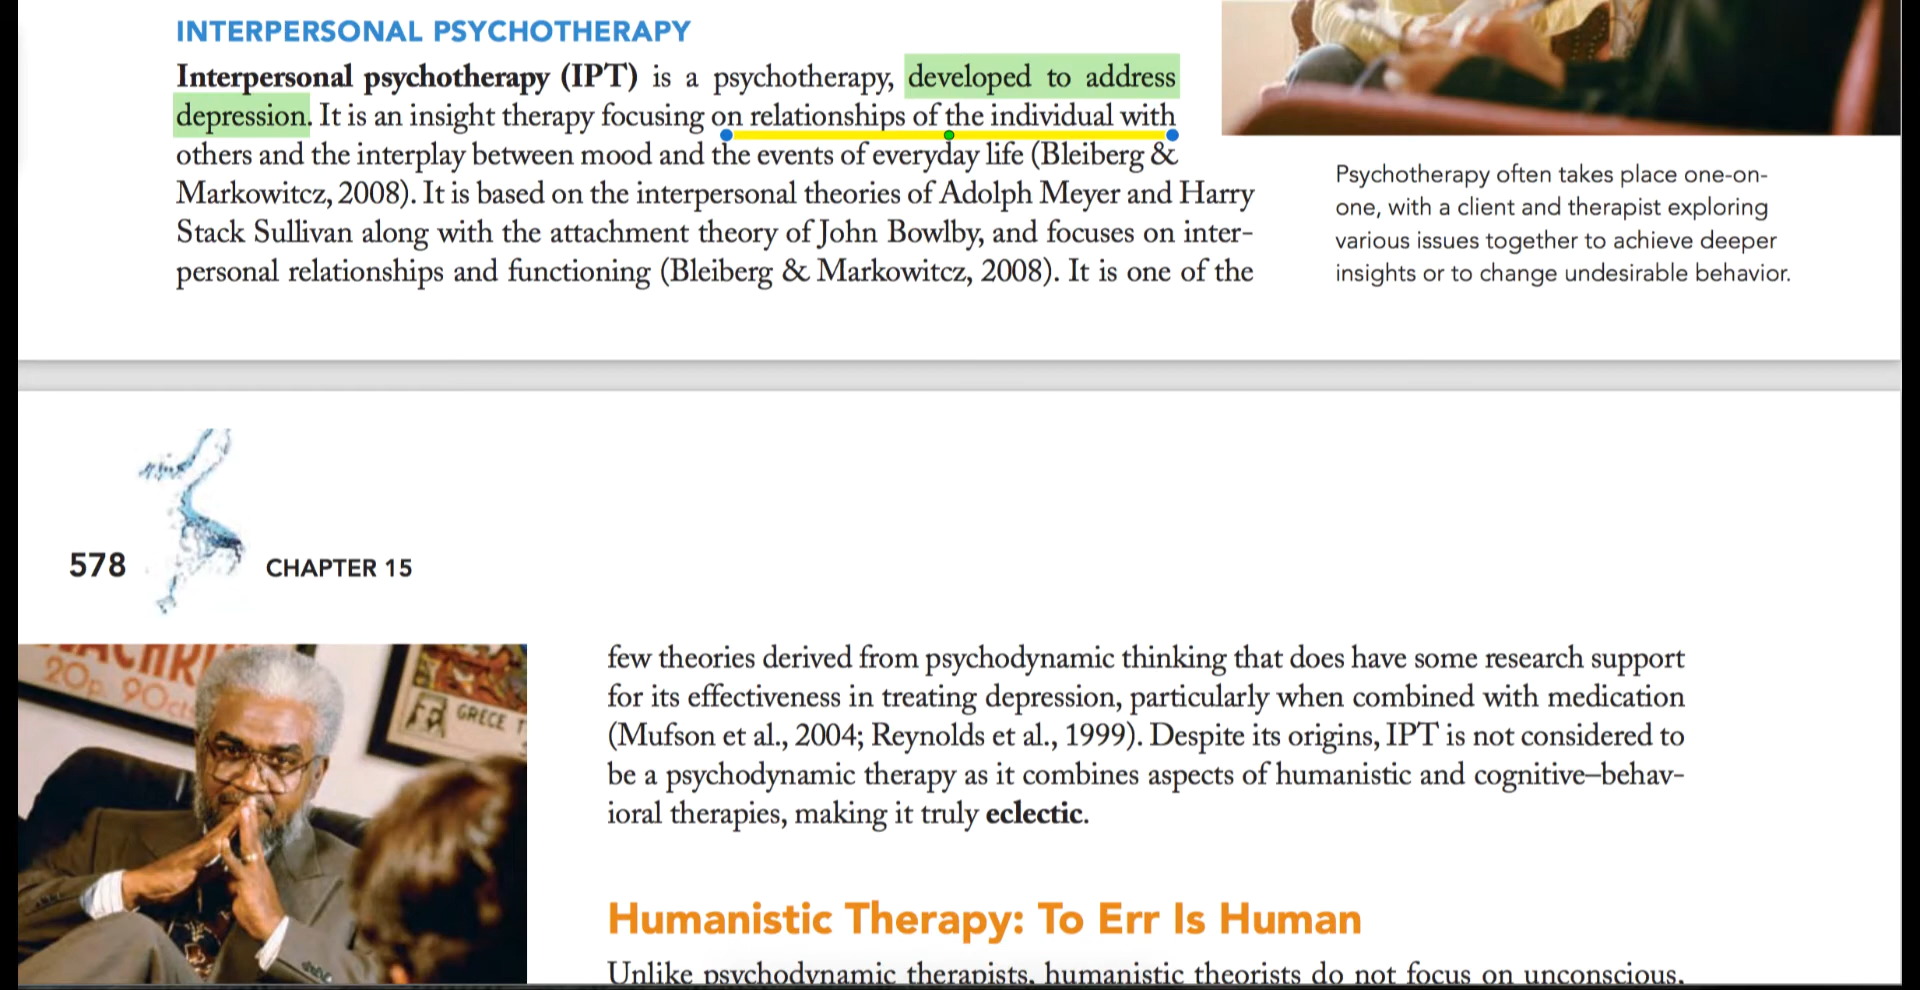 INTERPERSONAL PSYCHOTHERAPY
Interpersonal psychotherapy (IPT) is a psychotherapy, developed to address
depression. It is an insight therapy focusing on relationships of the individual with
others and the interplay between mood and the events of everyday life (Bleiberg &
Markowitcz, 2008). It is based on the interpersonal theories of Adolph Meyer and Harry
Stack Sullivan along with the attachment theory of John Bowlby, and focuses on inter-
personal relationships and functioning (Bleiberg & Markowitcz, 2008). It is one of the
Psychotherapy often takes place one-on-
one, with a client and therapist exploring
various issues together to achieve deeper
insights or to change undesirable behavior.
578
CHAPTER 15
20p 90c
GRECE
few theories derived from psychodynamic thinking that does have some research support
for its effectiveness in treating depression, particularly when combined with medication
(Mufson et al., 2004; Reynolds et al., 1999). Despite its origins, IPT is not considered to
be a psychodynamic therapy as it combines aspects of humanistic and cognitive–behav-
ioral therapies, making it truly eclectic.
Humanistic Therapy: To Err Is Human
Unlike psychodynamic therapists, humanistic theorists do not focus on unconscious,